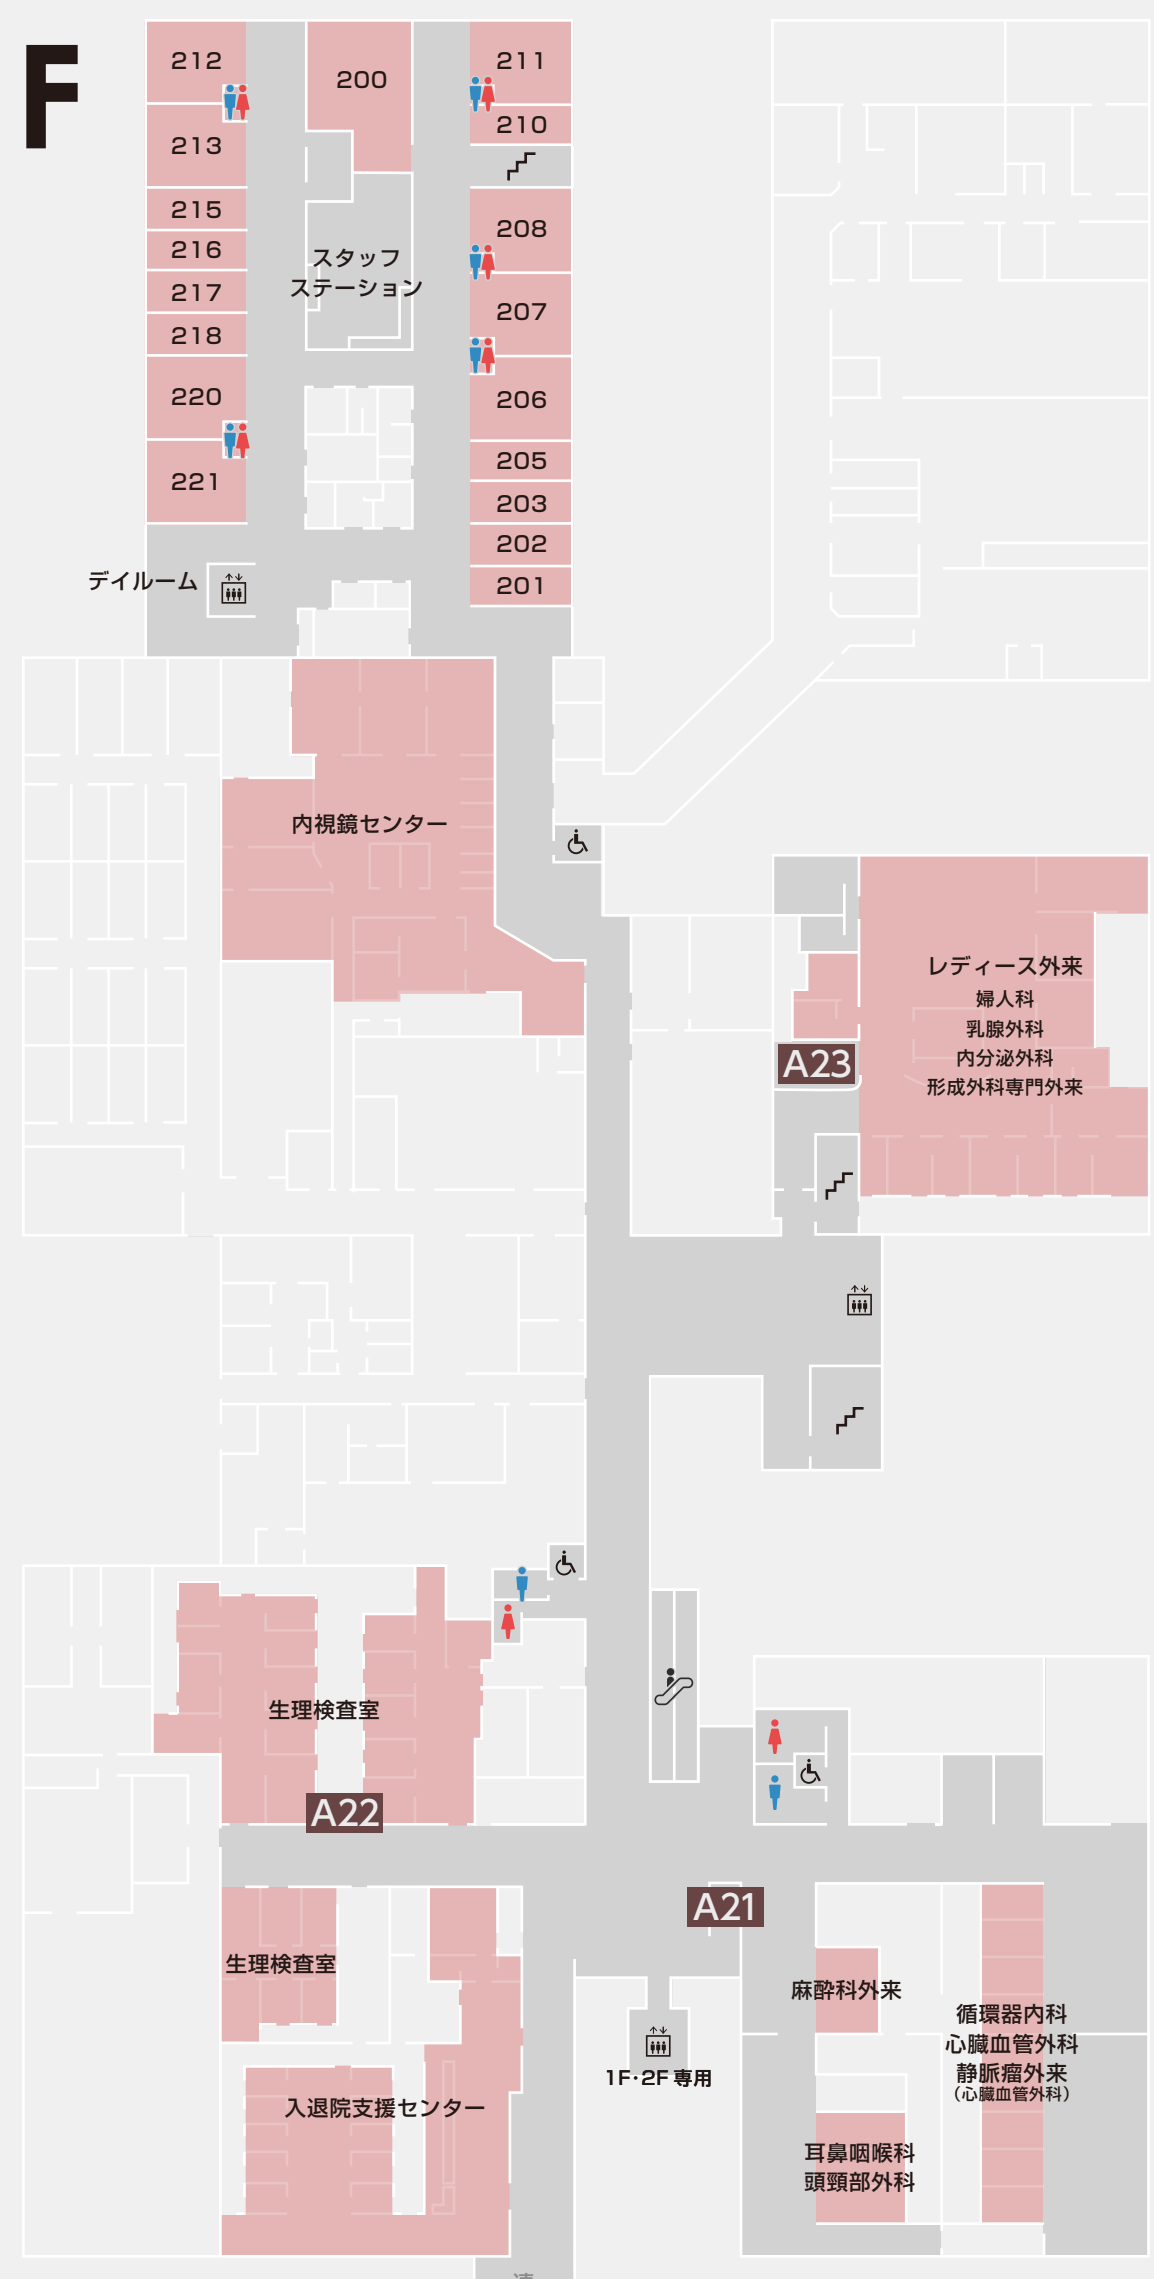 F
212
200
211
213
210
215
216
217
218
220
221
スタッフ
ステーション
208
207
206
205
203
202
201
デイルーム
内視鏡センター
レディース外来
婦人科
乳腺外科
内分泌外科
形成外科専門外来
A23
生理検査室
A22
A21
生理検査室
入退院支援センター
1F・2F 専用
麻酔科外来
循環器内科
心臓血管外科
静脈瘤外来
（心臓血管外科）
耳鼻咽喉科
頭頸部外科